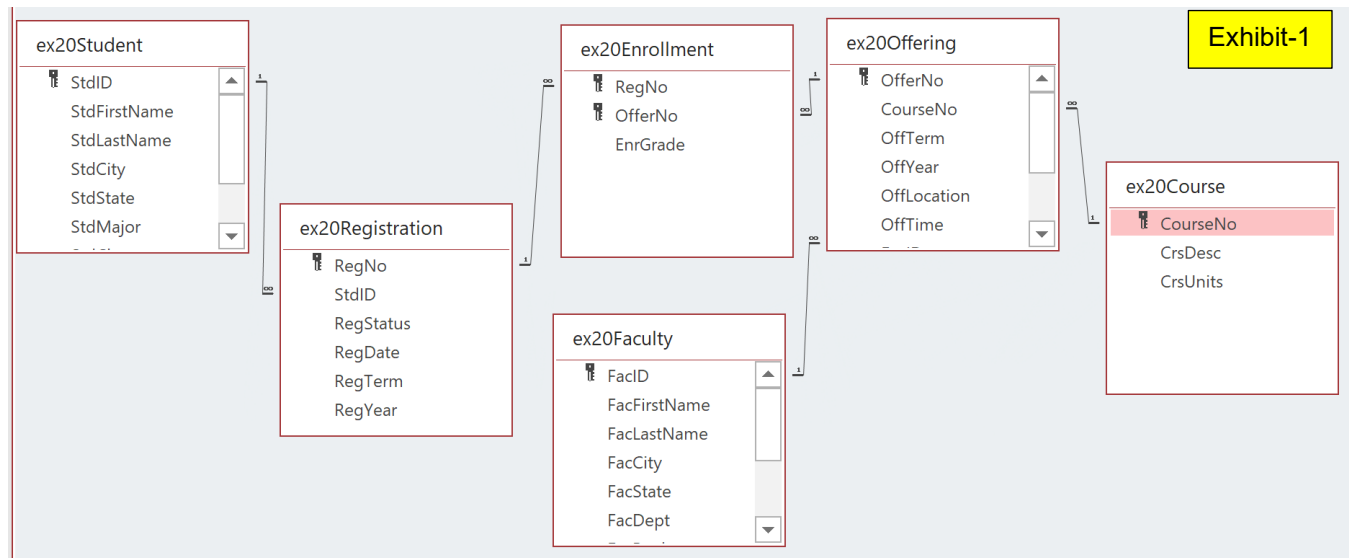 Exhibit-1
ex20Student
StdID
StdFirstName
StdLastName
StdCity
StdState
StdMajor
1
∞
ex20Registration
RegNo
StdID
RegStatus
RegDate
RegTerm
RegYear
1
∞
ex20Enrollment
RegNo
OfferNo
EnrGrade
1
∞
ex20Faculty
FacID
FacFirstName
FacLastName
FacCity
FacState
FacDept
1
∞
ex20Offering
OfferNo
CourseNo
OffTerm
OffYear
OffLocation
OffTime
∞
1
ex20Course
CourseNo
CrsDesc
CrsUnits